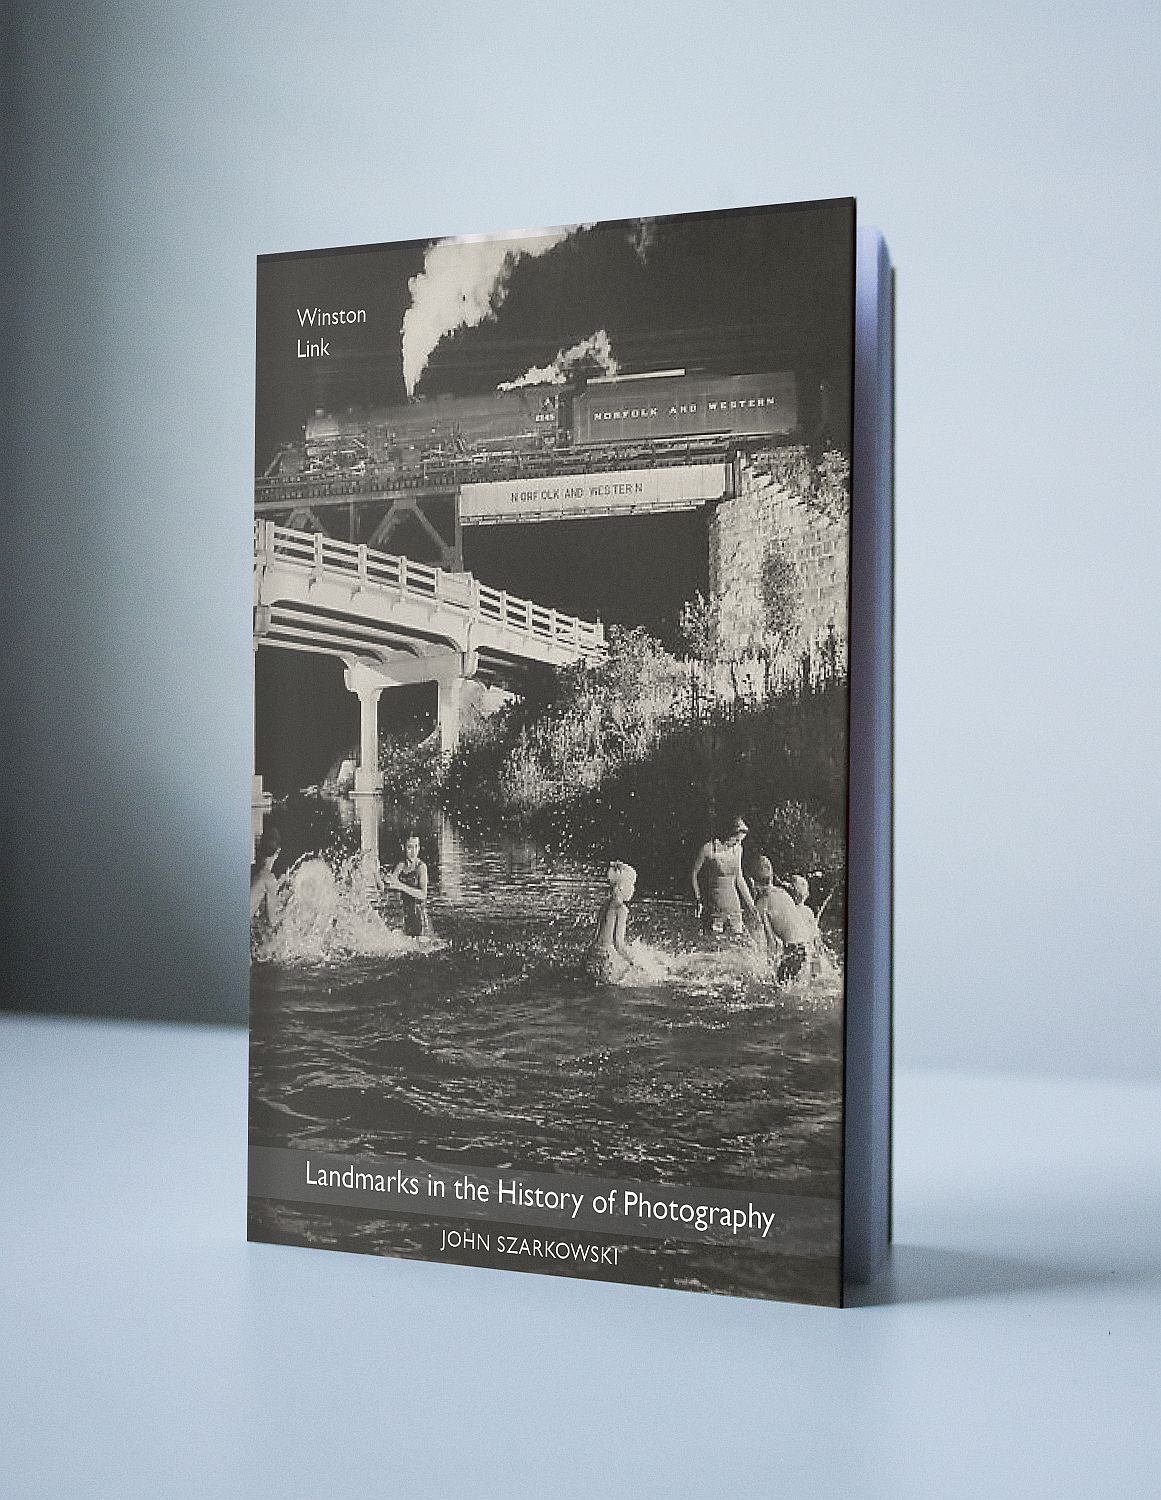 Winston
Link
NORFOLK AND WESTERN
NORFOLK AND WESTERN
Landmarks in the History of Photography
JOHN SZARKOWSKI